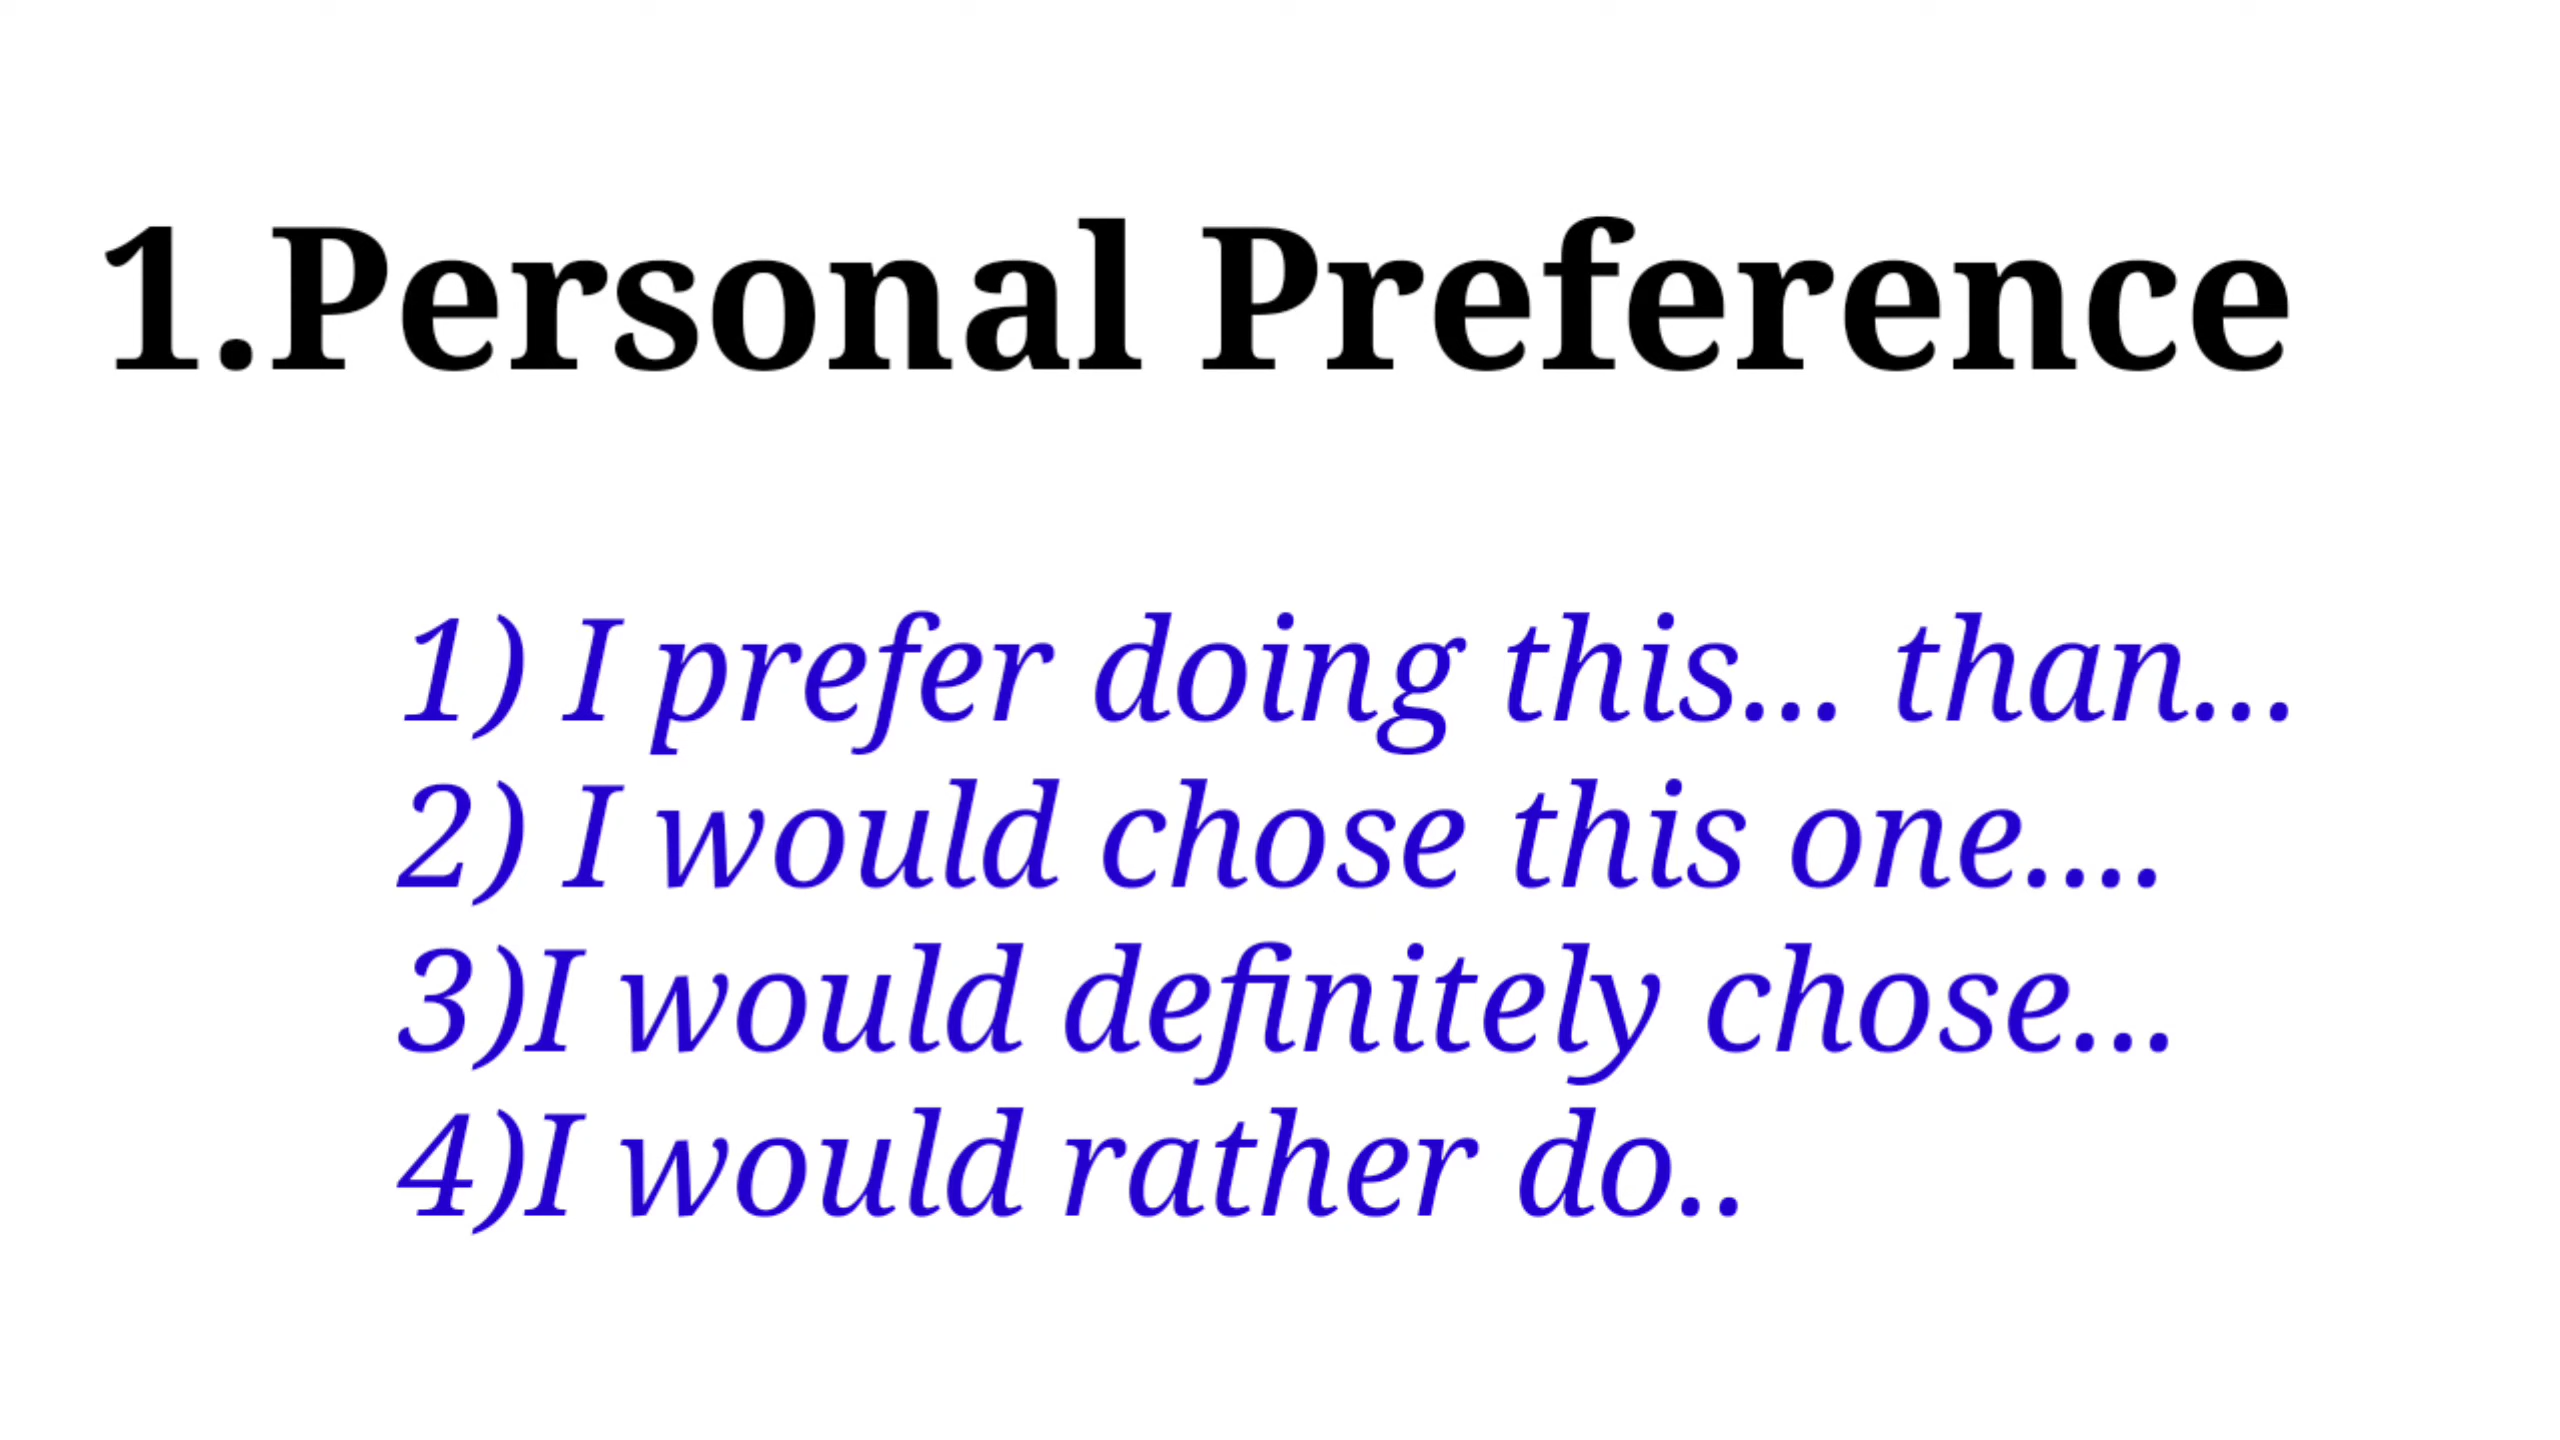 1.Personal Preference
1) I prefer doing this... than...
2) I would chose this one....
3)I would definitely chose...
4)I would rather do..